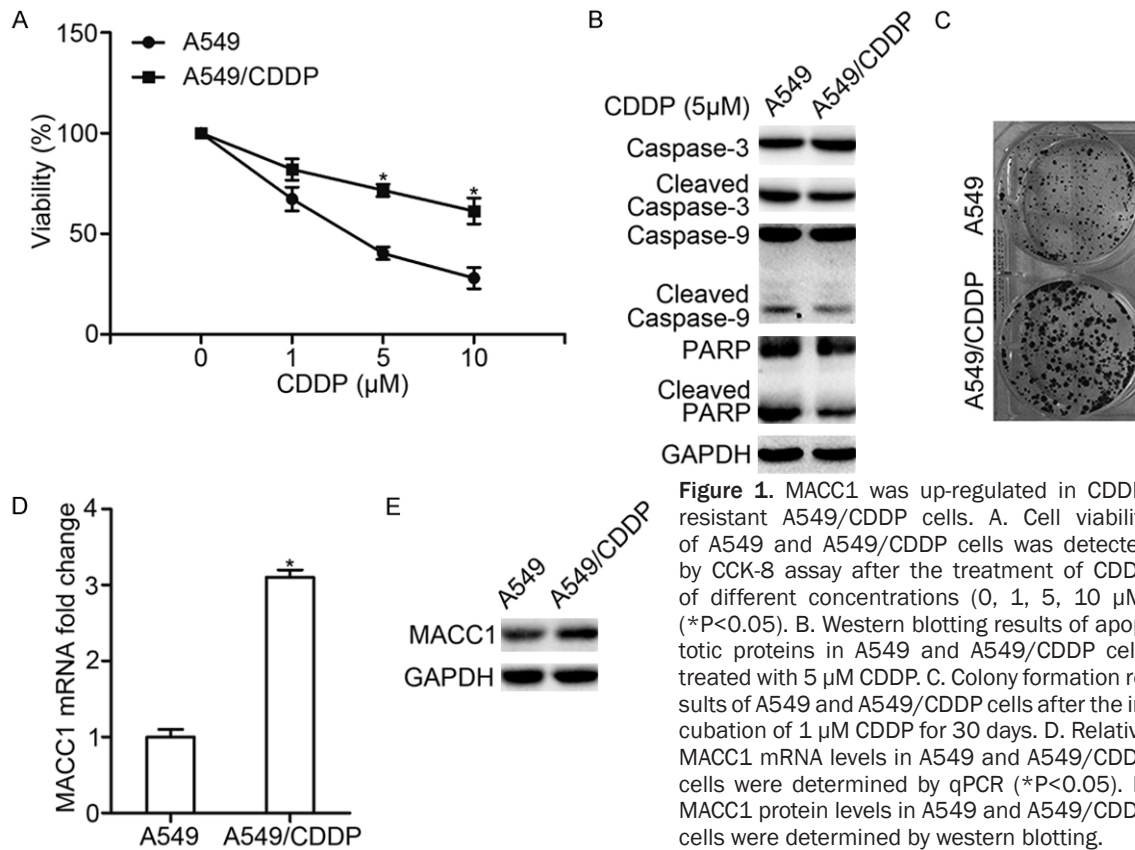 A
150
A549
A549/CDDP
100
50
0
Viability (%)
*
*
0 1 5 10
CDDP (µM)
B
A549
A549/CDDP
CDDP (5µM)
Caspase-3
Cleaved
Caspase-3
Caspase-9
Cleaved
Caspase-9
PARP
Cleaved
PARP
GAPDH
C
A549
A549/CDDP
D
4
3
2
1
0
MACC1 mRNA fold change
*
A549 A549/CDDP
E
A549
A549/CDDP
MACC1
GAPDH
Figure 1. MACC1 was up-regulated in CDDP
resistant A549/CDDP cells. A. Cell viabilit
of A549 and A549/CDDP cells was detecte
by CCK-8 assay after the treatment of CDD
of different concentrations (0, 1, 5, 10 µM
(*P<0.05). B. Western blotting results of apop
totic proteins in A549 and A549/CDDP cell
treated with 5 µM CDDP. C. Colony formation re
sults of A549 and A549/CDDP cells after the in
cubation of 1 µM CDDP for 30 days. D. Relativ
MACC1 mRNA levels in A549 and A549/CDD
cells were determined by qPCR (*P<0.05).
MACC1 protein levels in A549 and A549/CDD
cells were determined by western blotting.